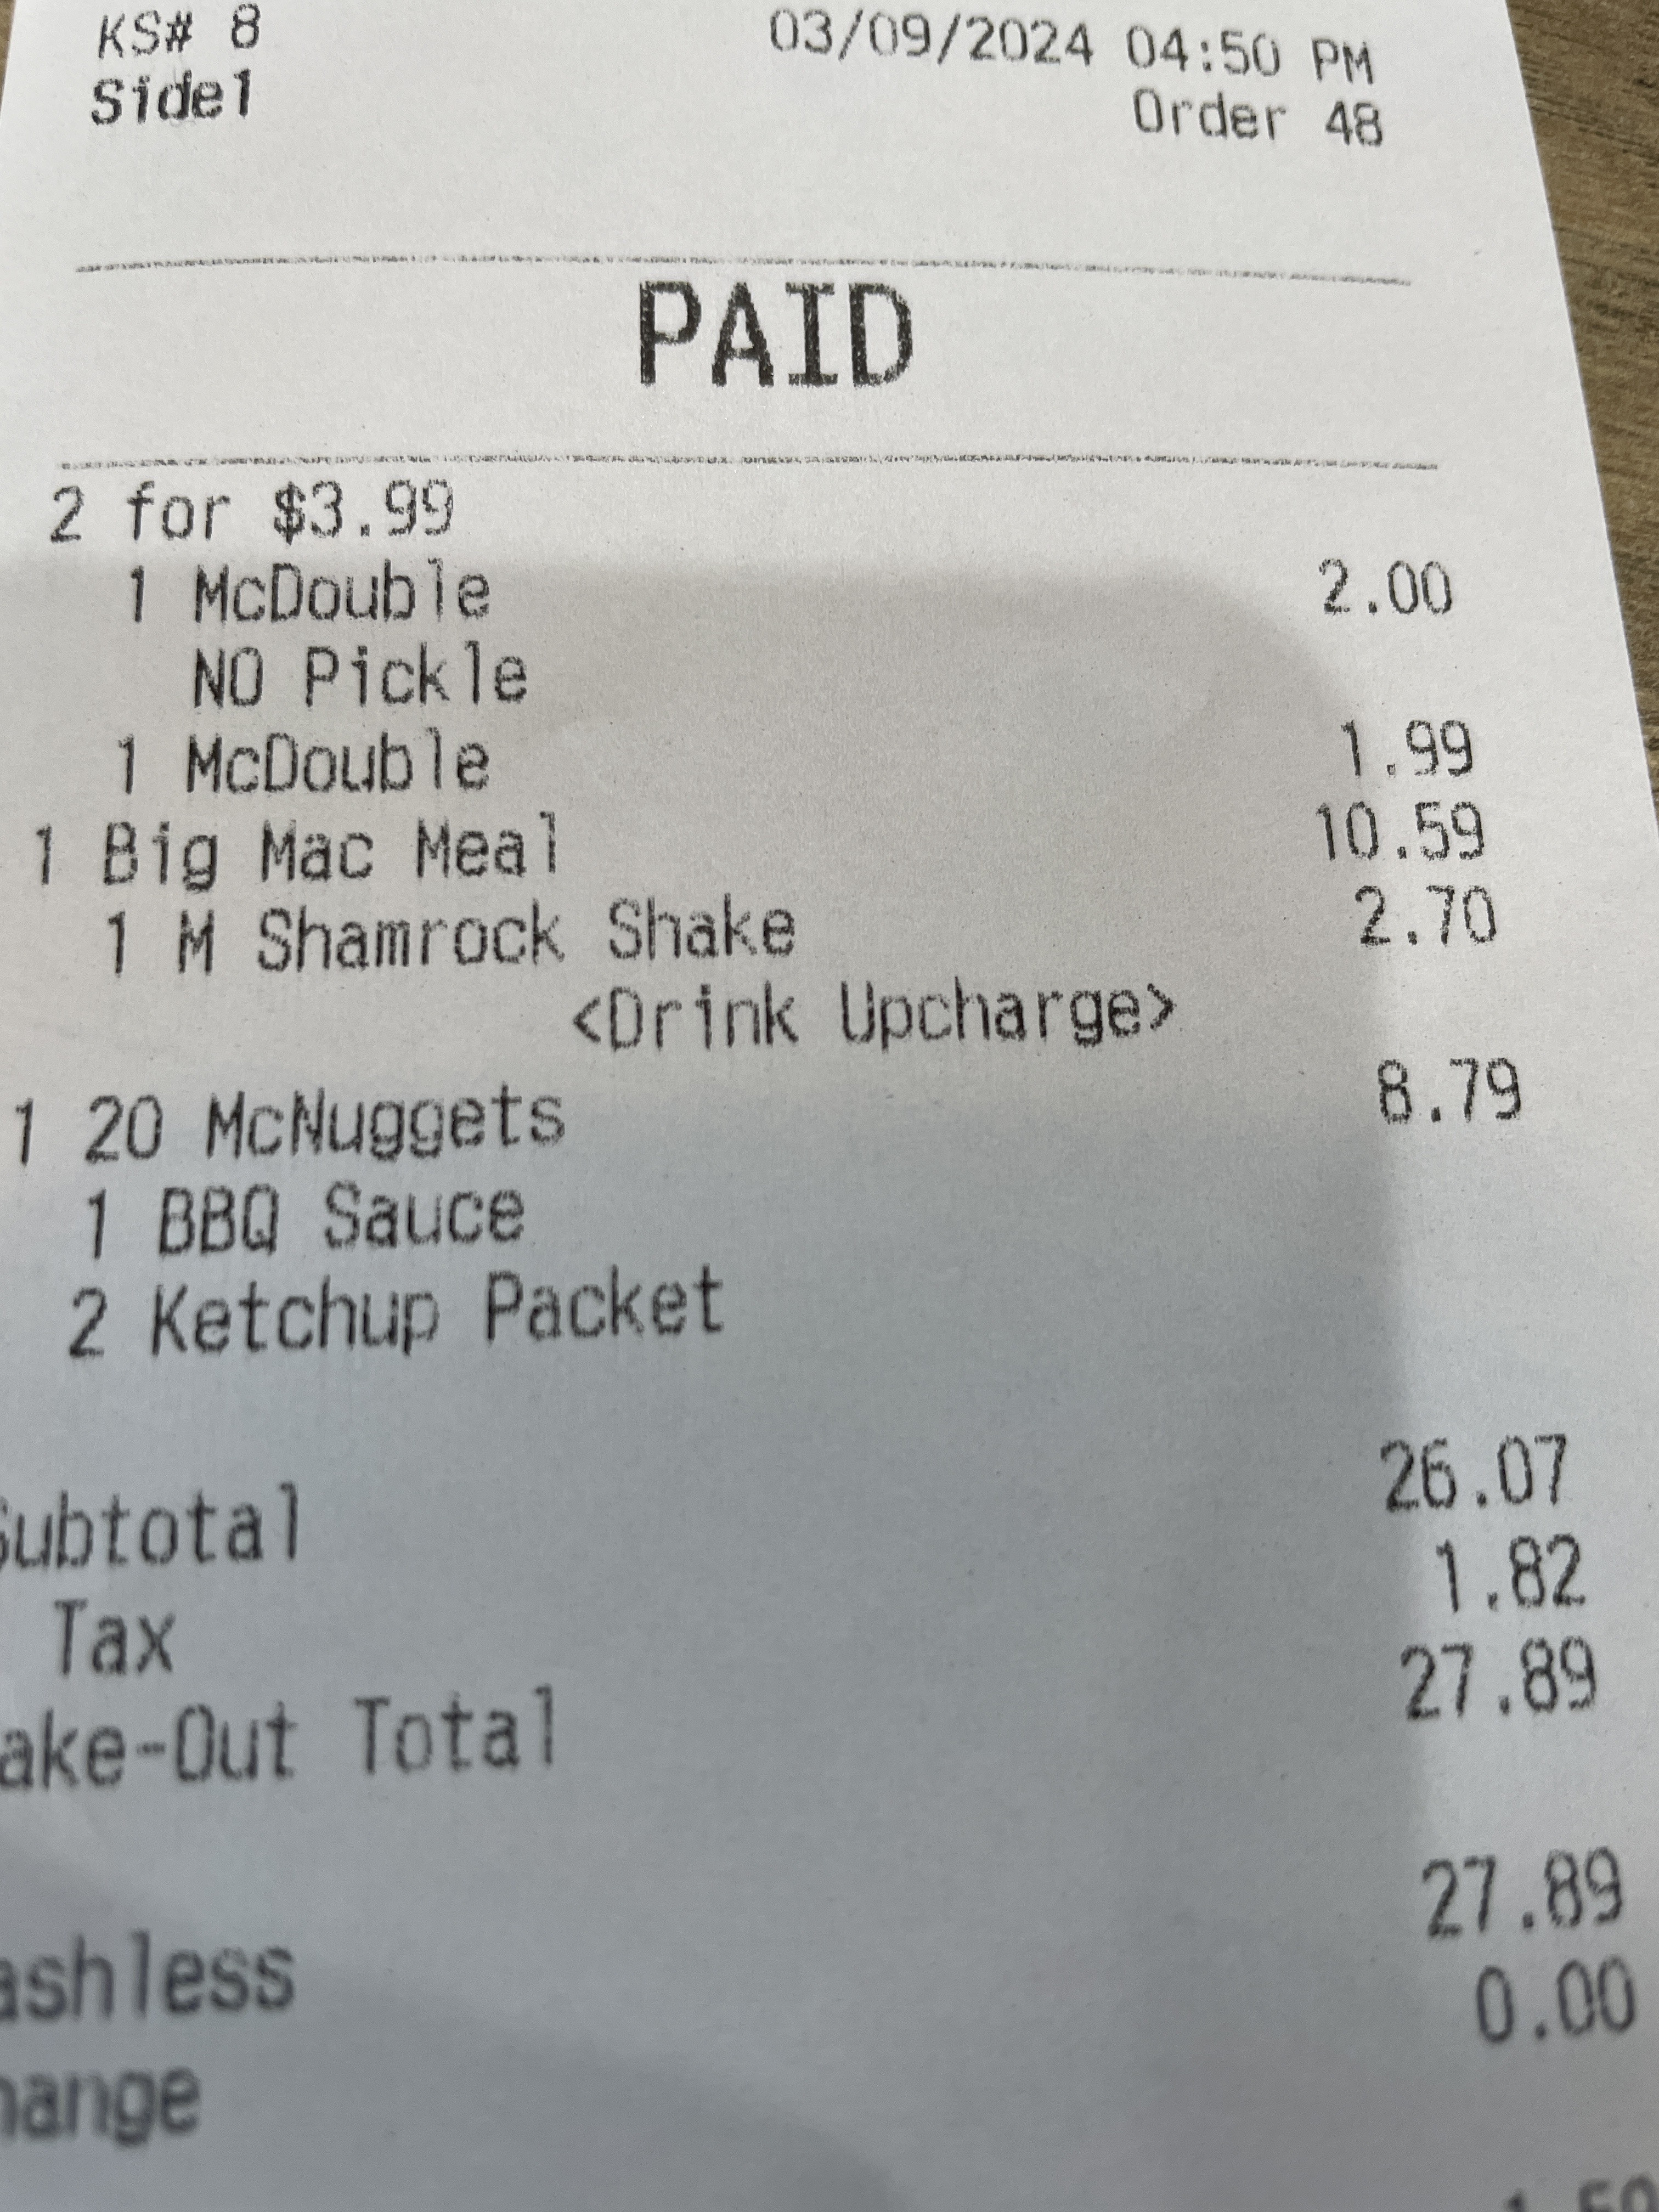 KS# 8 03/09/2024 04:50 PM
Side1 Order 48
PAID
2 for $3.99
1 McDouble 2.00
NO Pickle
1 McDouble 1.99
1 Big Mac Meal 10.59
1 M Shamrock Shake 2.70
<Drink Upcharge>
1 20 McNuggets 8.79
1 BBQ Sauce
2 Ketchup Packet
Subtotal 26.07
Tax 1.82
ake-Out Total 27.89
ashless 27.89
hange 0.00